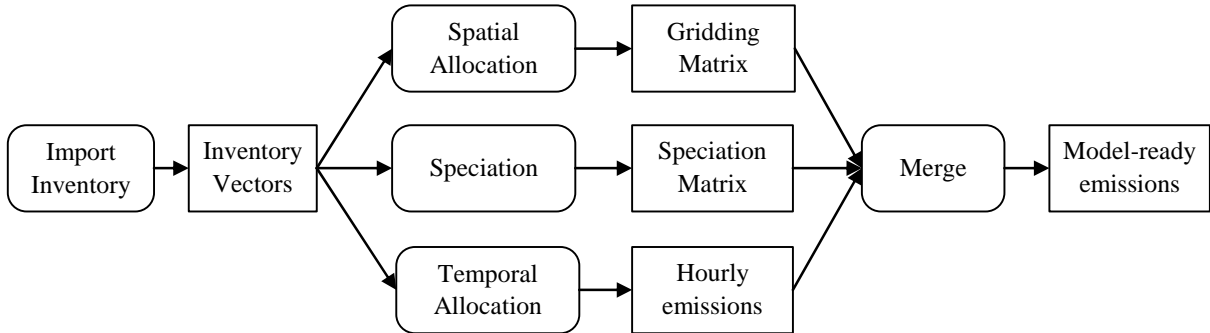 Import
Inventory
Inventory
Vectors
Spatial
Allocation
Gridding
Matrix
Speciation
Speciation
Matrix
Temporal
Allocation
Hourly
emissions
Merge
Model-ready
emissions